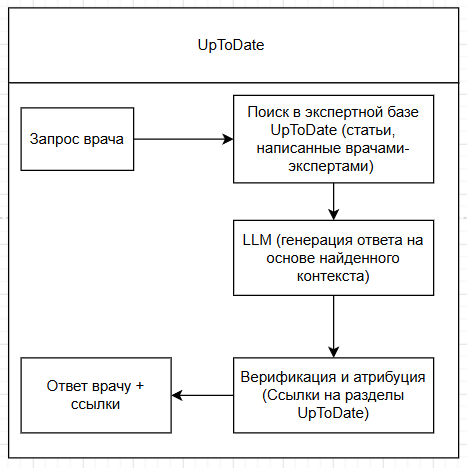 UpToDate
Запрос врача
Поиск в экспертной базе
UpToDate (статьи,
написанные врачами-
экспертами)
LLM (генерация ответа на
основе найденного
контекста)
Верификация и атрибуция
(Ссылки на разделы
UpToDate)
Ответ врачу +
ссылки